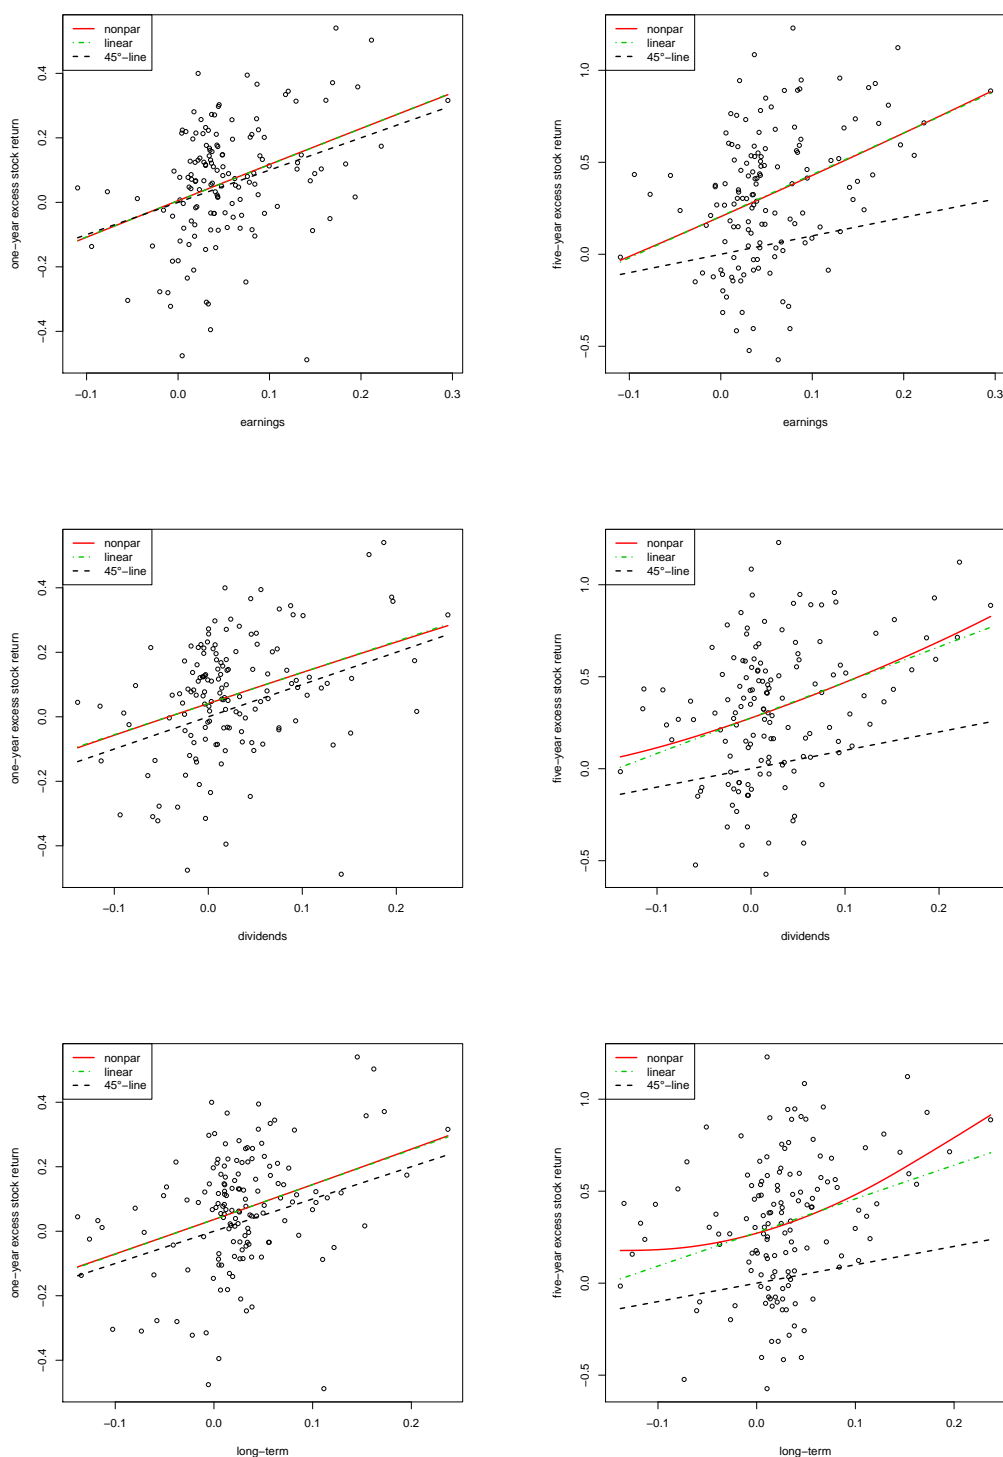 nonpar
linear
45°−line
one−year excess stock return
−0.4
−0.2
0.0
0.2
0.4
−0.1
0.0
0.1
0.2
0.3
earnings
nonpar
linear
45°−line
five−year excess stock return
−0.5
0.0
0.5
1.0
−0.1
0.0
0.1
0.2
0.3
earnings
nonpar
linear
45°−line
one−year excess stock return
−0.4
−0.2
0.0
0.2
0.4
−0.1
0.0
0.1
0.2
dividends
nonpar
linear
45°−line
five−year excess stock return
−0.5
0.0
0.5
1.0
−0.1
0.0
0.1
0.2
dividends
nonpar
linear
45°−line
one−year excess stock return
−0.4
−0.2
0.0
0.2
0.4
−0.1
0.0
0.1
0.2
long−term
nonpar
linear
45°−line
five−year excess stock return
−0.5
0.0
0.5
1.0
−0.1
0.0
0.1
0.2
long−term